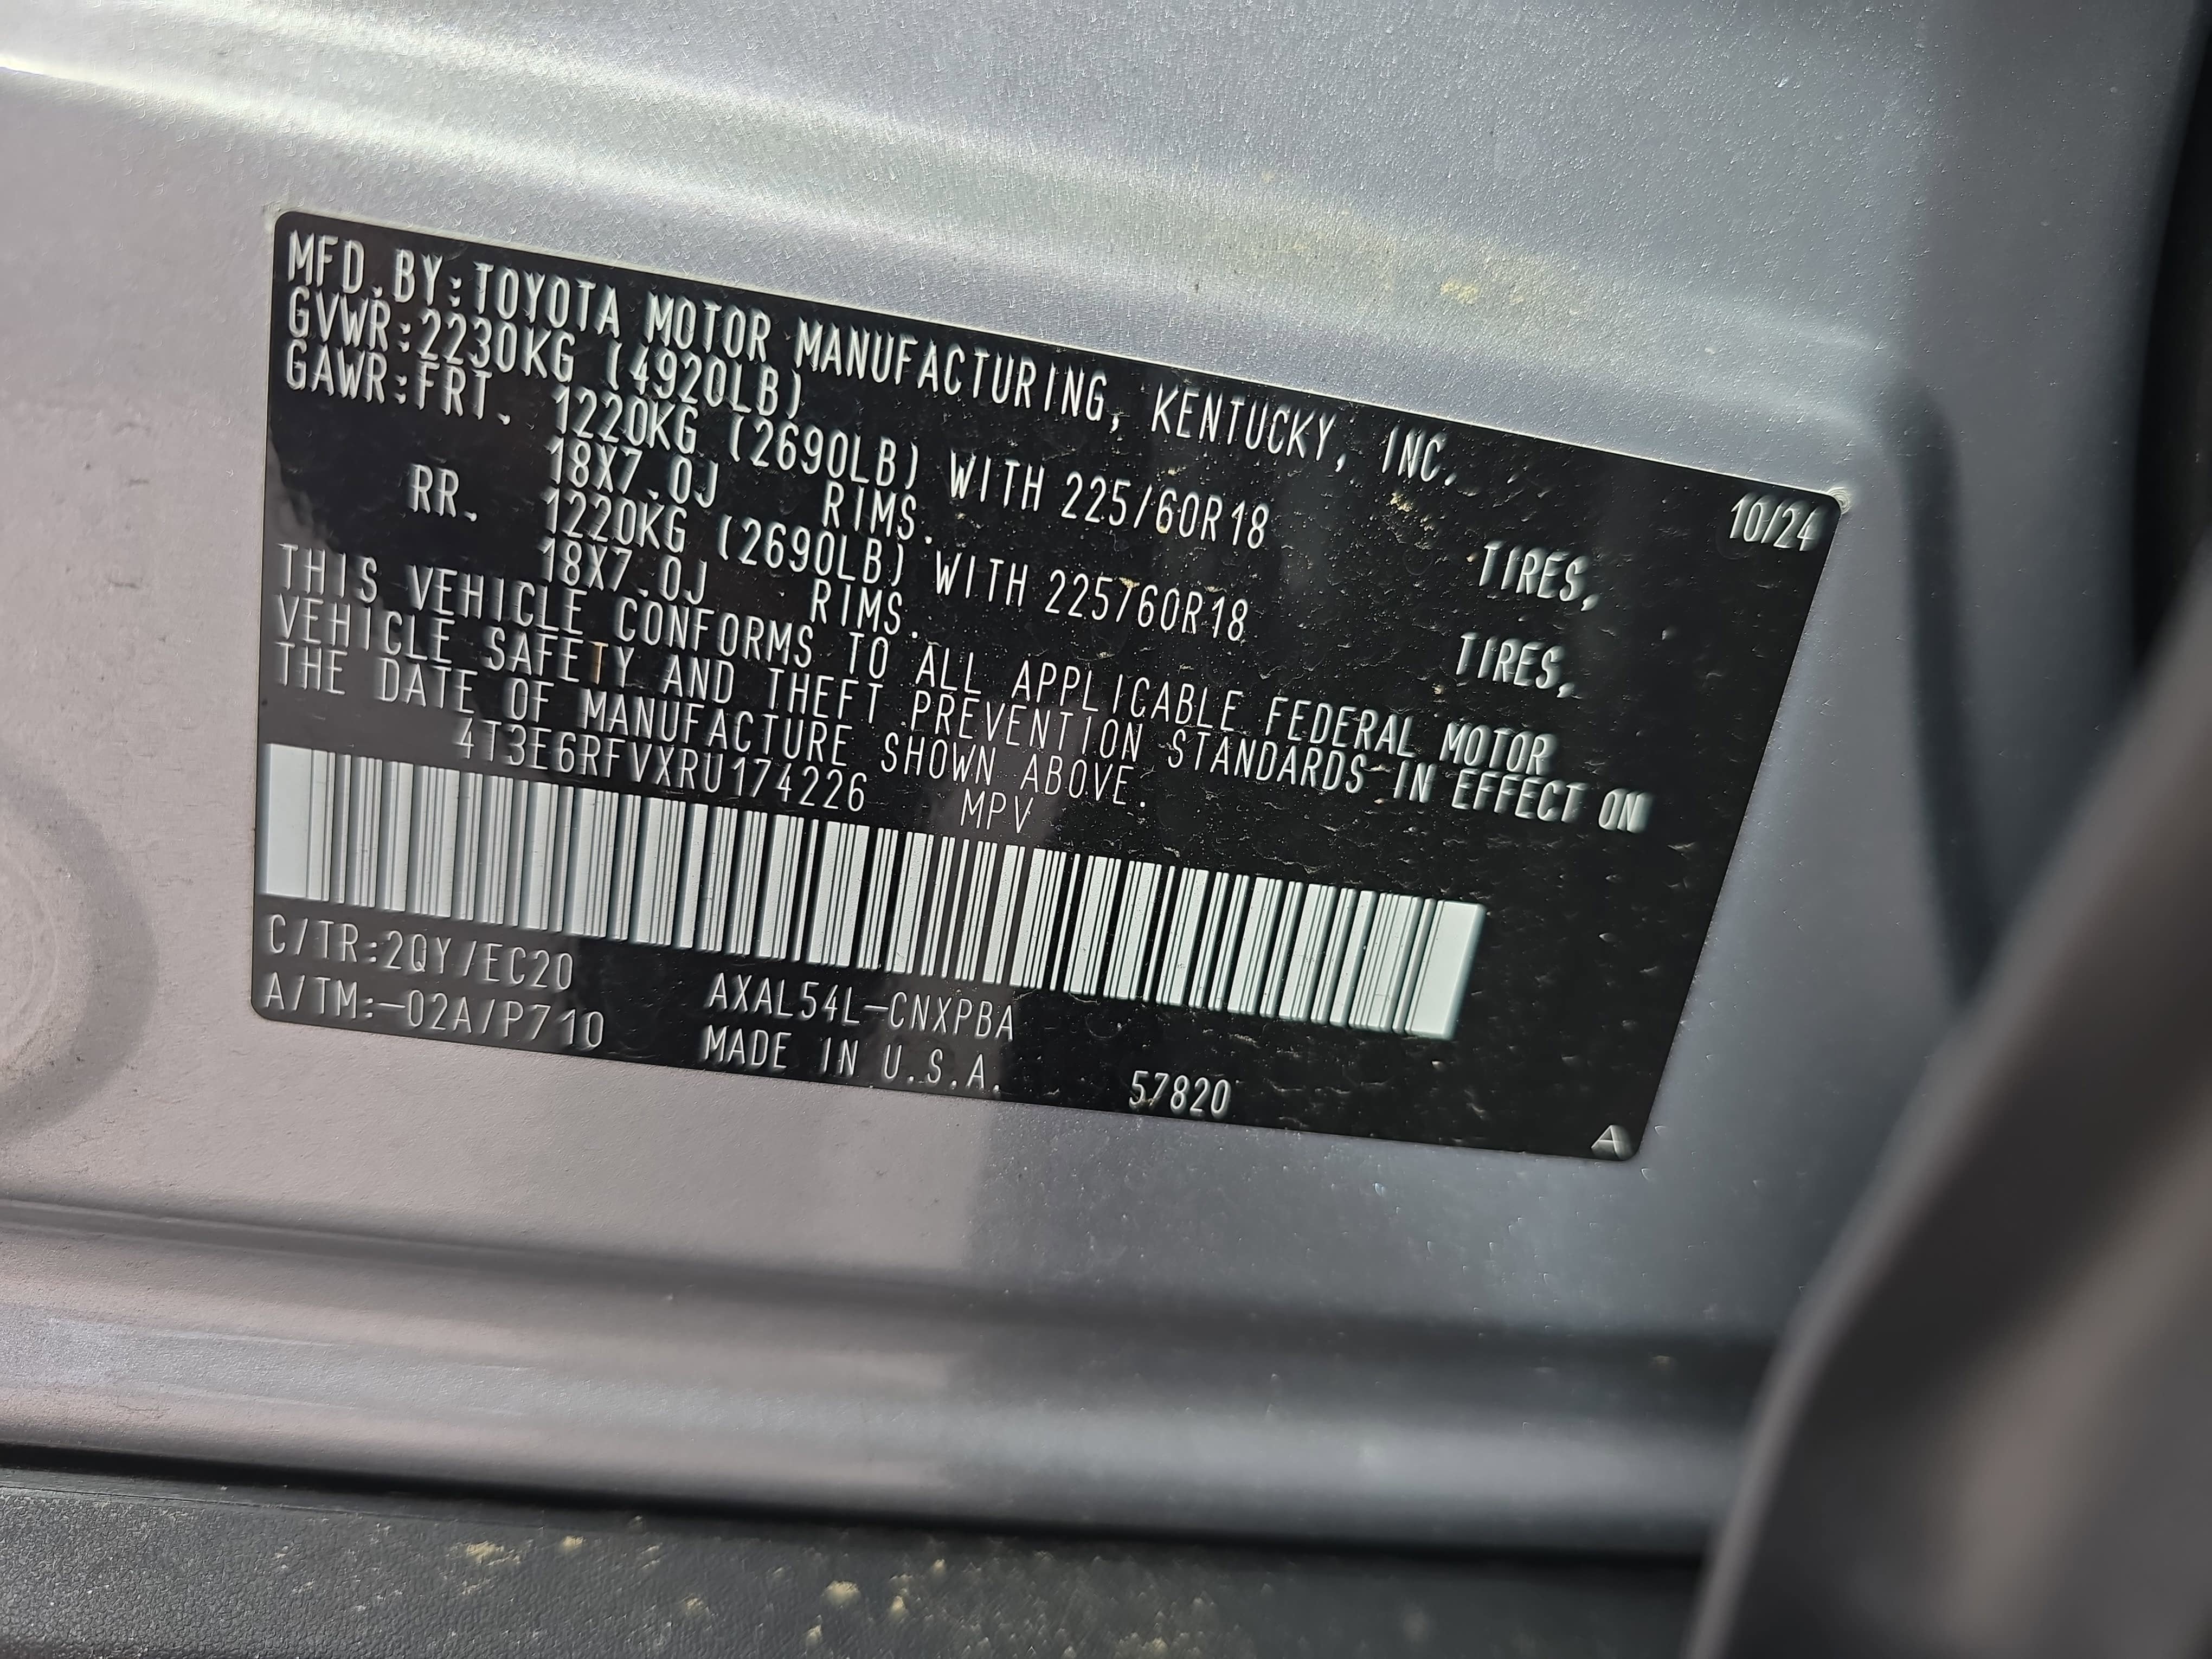 MFD.BY:TOYOTA MOTOR MANUFACTURING, KENTUCKY, INC. 10/24
GVWR:2230KG (4920LB)
GAWR:FRT. 1220KG (2690LB) WITH 225/60R18 TIRES,
18X7.0J RIMS.
RR. 1220KG (2690LB) WITH 225/60R18 TIRES,
18X7.0J RIMS.
THIS VEHICLE CONFORMS TO ALL APPLICABLE FEDERAL MOTOR
VEHICLE SAFETY AND THEFT PREVENTION STANDARDS IN EFFECT ON
THE DATE OF MANUFACTURE SHOWN ABOVE.
4T3E6RFVXRU174226 MPV
C/TR:2QY/EC20 AXAL54L-CNXPBA
A/TM:-02A/P710 MADE IN U.S.A. 57820
A